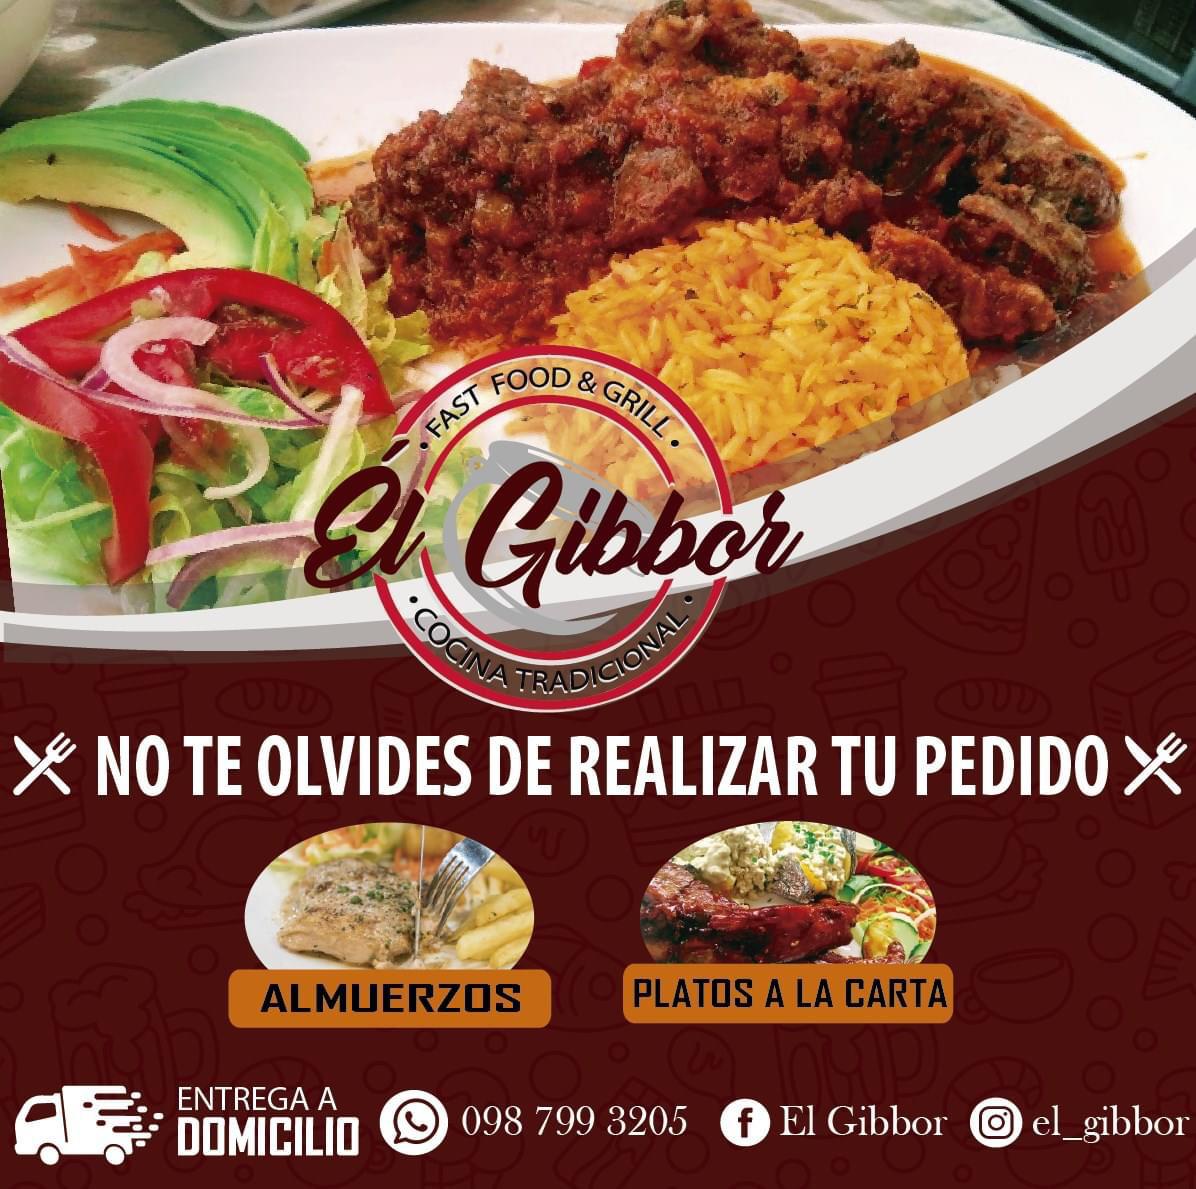 FAST FOOD & GRILL
Él Gibbor
COCINA TRADICIONAL
NO TE OLVIDES DE REALIZAR TU PEDIDO
ALMUERZOS
PLATOS A LA CARTA
ENTREGA A
DOMICILIO
098 799 3205
El Gibbor
el_gibbor